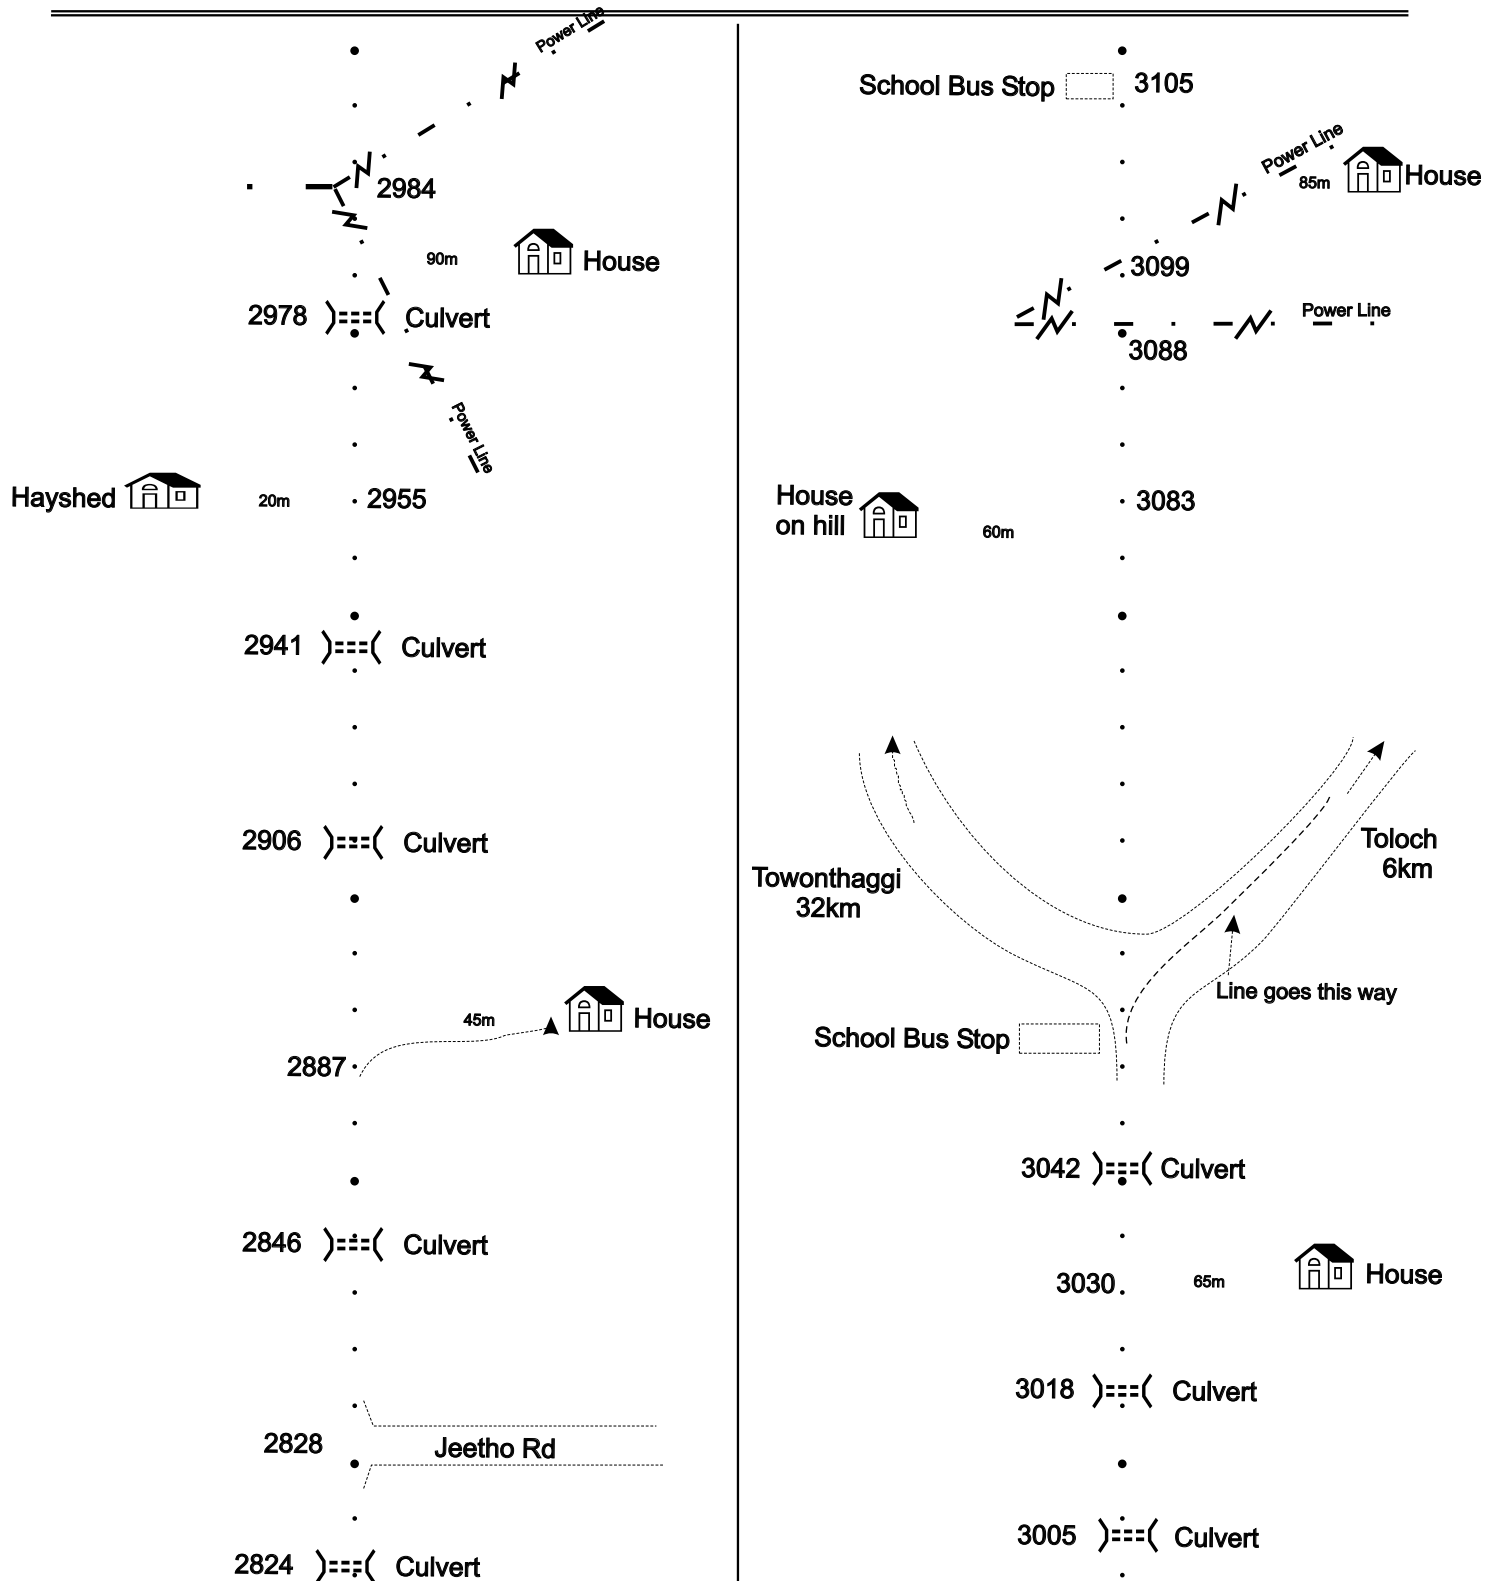 Power Line
2984
90m
House
2978
Culvert
Power Line
Hayshed
20m
2955
2941
Culvert
2906
Culvert
45m
House
2887
2846
Culvert
2828
Jeetho Rd
2824
Culvert
School Bus Stop
3105
Power Line
85m
House
3099
Power Line
3088
House
on hill
60m
3083
Toloch
6km
Towonthaggi
32km
Line goes this way
School Bus Stop
3042
Culvert
3030
65m
House
3018
Culvert
3005
Culvert